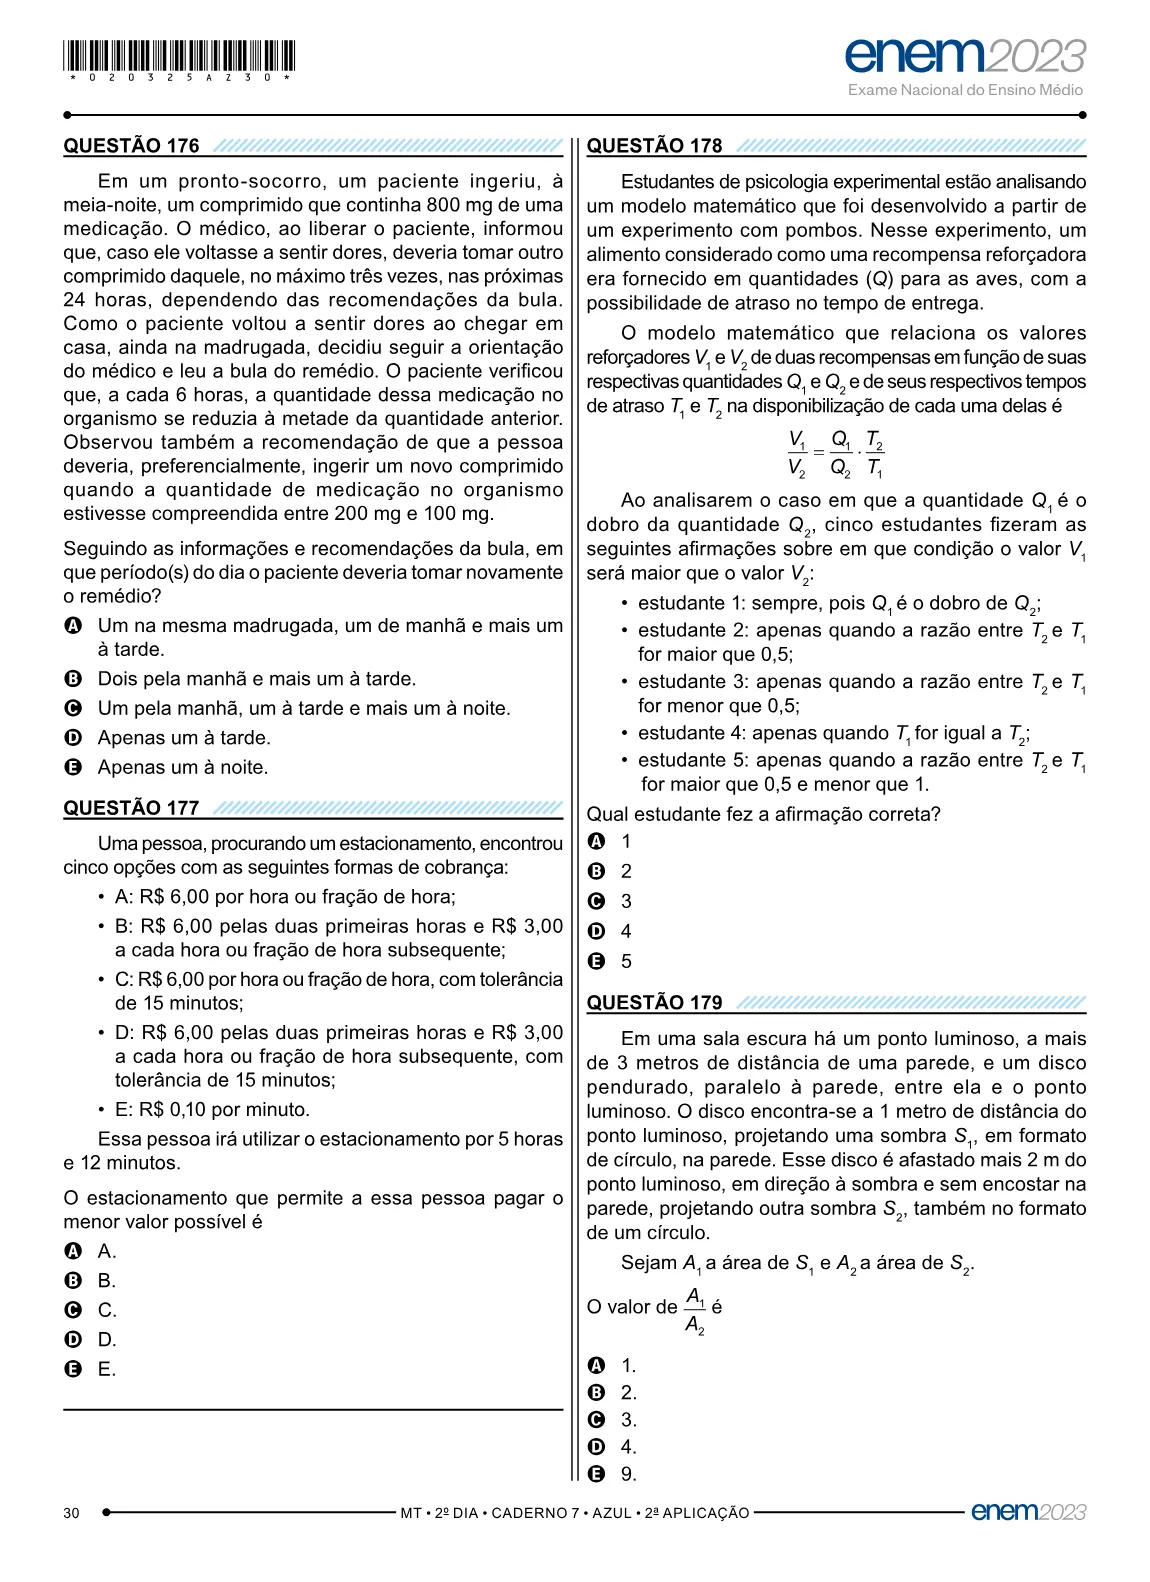 *020325AZ30*
enem2023
Exame Nacional do Ensino Médio
QUESTÃO 176
Em um pronto-socorro, um paciente ingeriu, à
meia-noite, um comprimido que continha 800 mg de uma
medicação. O médico, ao liberar o paciente, informou
que, caso ele voltasse a sentir dores, deveria tomar outro
comprimido daquele, no máximo três vezes, nas próximas
24 horas, dependendo das recomendações da bula.
Como o paciente voltou a sentir dores ao chegar em
casa, ainda na madrugada, decidiu seguir a orientação
do médico e leu a bula do remédio. O paciente verificou
que, a cada 6 horas, a quantidade dessa medicação no
organismo se reduzia à metade da quantidade anterior.
Observou também a recomendação de que a pessoa
deveria, preferencialmente, ingerir um novo comprimido
quando a quantidade de medicação no organismo
estivesse compreendida entre 200 mg e 100 mg.
Seguindo as informações e recomendações da bula, em
que período(s) do dia o paciente deveria tomar novamente
o remédio?
A Um na mesma madrugada, um de manhã e mais um
à tarde.
B Dois pela manhã e mais um à tarde.
C Um pela manhã, um à tarde e mais um à noite.
D Apenas um à tarde.
E Apenas um à noite.
QUESTÃO 177
Uma pessoa, procurando um estacionamento, encontrou
cinco opções com as seguintes formas de cobrança:
• A: R$ 6,00 por hora ou fração de hora;
• B: R$ 6,00 pelas duas primeiras horas e R$ 3,00
a cada hora ou fração de hora subsequente;
• C: R$ 6,00 por hora ou fração de hora, com tolerância
de 15 minutos;
• D: R$ 6,00 pelas duas primeiras horas e R$ 3,00
a cada hora ou fração de hora subsequente, com
tolerância de 15 minutos;
• E: R$ 0,10 por minuto.
Essa pessoa irá utilizar o estacionamento por 5 horas
e 12 minutos.
O estacionamento que permite a essa pessoa pagar o
menor valor possível é
A A.
B B.
C C.
D D.
E E.
QUESTÃO 178
Estudantes de psicologia experimental estão analisando
um modelo matemático que foi desenvolvido a partir de
um experimento com pombos. Nesse experimento, um
alimento considerado como uma recompensa reforçadora
era fornecido em quantidades (Q) para as aves, com a
possibilidade de atraso no tempo de entrega.
O modelo matemático que relaciona os valores
reforçadores V₁ e V₂ de duas recompensas em função de suas
respectivas quantidades Q₁ e Q₂ e de seus respectivos tempos
de atraso T₁ e T₂ na disponibilização de cada uma delas é
V₁/V₂ = Q₁/Q₂ · T₂/T₁
Ao analisarem o caso em que a quantidade Q₁ é o
dobro da quantidade Q₂, cinco estudantes fizeram as
seguintes afirmações sobre em que condição o valor V₁
será maior que o valor V₂:
• estudante 1: sempre, pois Q₁ é o dobro de Q₂;
• estudante 2: apenas quando a razão entre T₂ e T₁
for maior que 0,5;
• estudante 3: apenas quando a razão entre T₂ e T₁
for menor que 0,5;
• estudante 4: apenas quando T₁ for igual a T₂;
• estudante 5: apenas quando a razão entre T₂ e T₁
for maior que 0,5 e menor que 1.
Qual estudante fez a afirmação correta?
A 1
B 2
C 3
D 4
E 5
QUESTÃO 179
Em uma sala escura há um ponto luminoso, a mais
de 3 metros de distância de uma parede, e um disco
pendurado, paralelo à parede, entre ela e o ponto
luminoso. O disco encontra-se a 1 metro de distância do
ponto luminoso, projetando uma sombra S₁, em formato
de círculo, na parede. Esse disco é afastado mais 2 m do
ponto luminoso, em direção à sombra e sem encostar na
parede, projetando outra sombra S₂, também no formato
de um círculo.
Sejam A₁ a área de S₁ e A₂ a área de S₂.
O valor de A₁/A₂ é
A 1.
B 2.
C 3.
D 4.
E 9.
30
MT • 2º DIA • CADERNO 7 • AZUL • 2ª APLICAÇÃO
enem2023